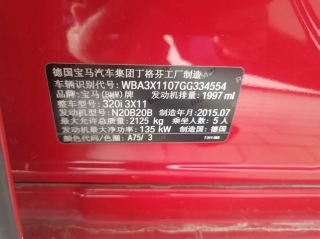 德国宝马汽车集团丁格芬工厂制造
车辆识别代号: WBA3X1107GG334554
品牌: 宝马(BMW)牌 发动机排量: 1997 ml
整车型号: 320i 3X11
发动机型号: N20B20B 制造年月: 2015.07
最大允许总质量: 2125 kg 乘坐人数: 5 人
发动机最大净功率: 135 kW 制造国: 德国
颜色代码/色圈: A75/ 3